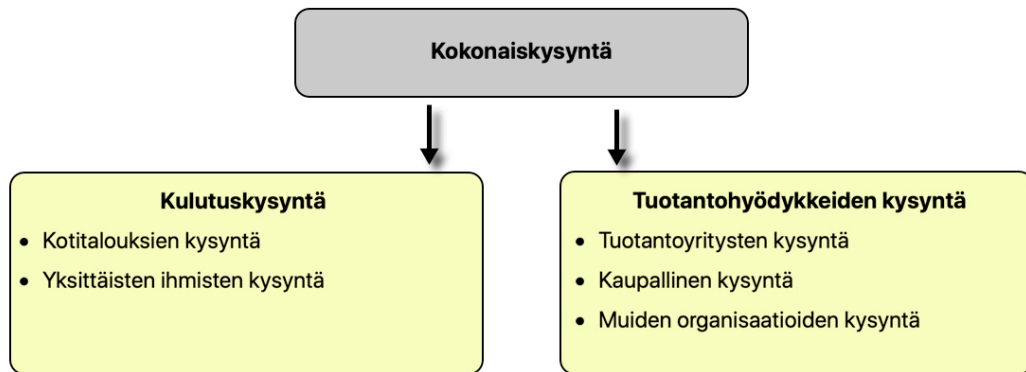 Kokonaiskysyntä
Kulutuskysyntä
• Kotitalouksien kysyntä
• Yksittäisten ihmisten kysyntä
Tuotantohyödykkeiden kysyntä
• Tuotantoyritysten kysyntä
• Kaupallinen kysyntä
• Muiden organisaatioiden kysyntä